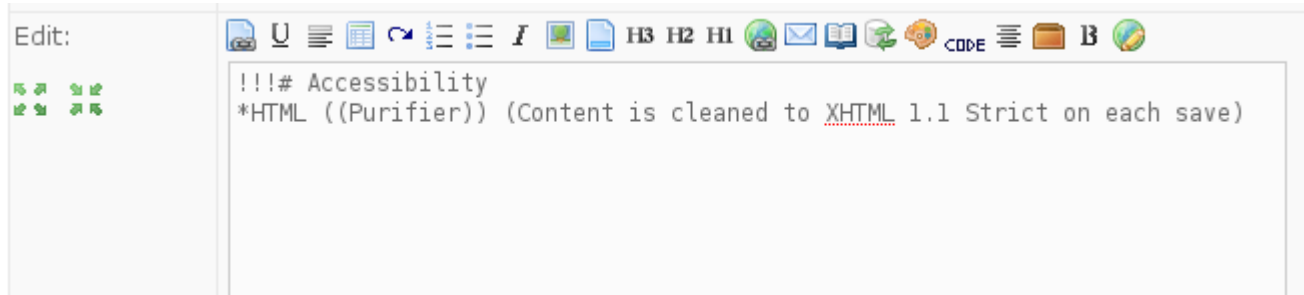 Edit:
U I H3 H2 H1 CODE B
!!!# Accessibility
*HTML ((Purifier)) (Content is cleaned to XHTML 1.1 Strict on each save)